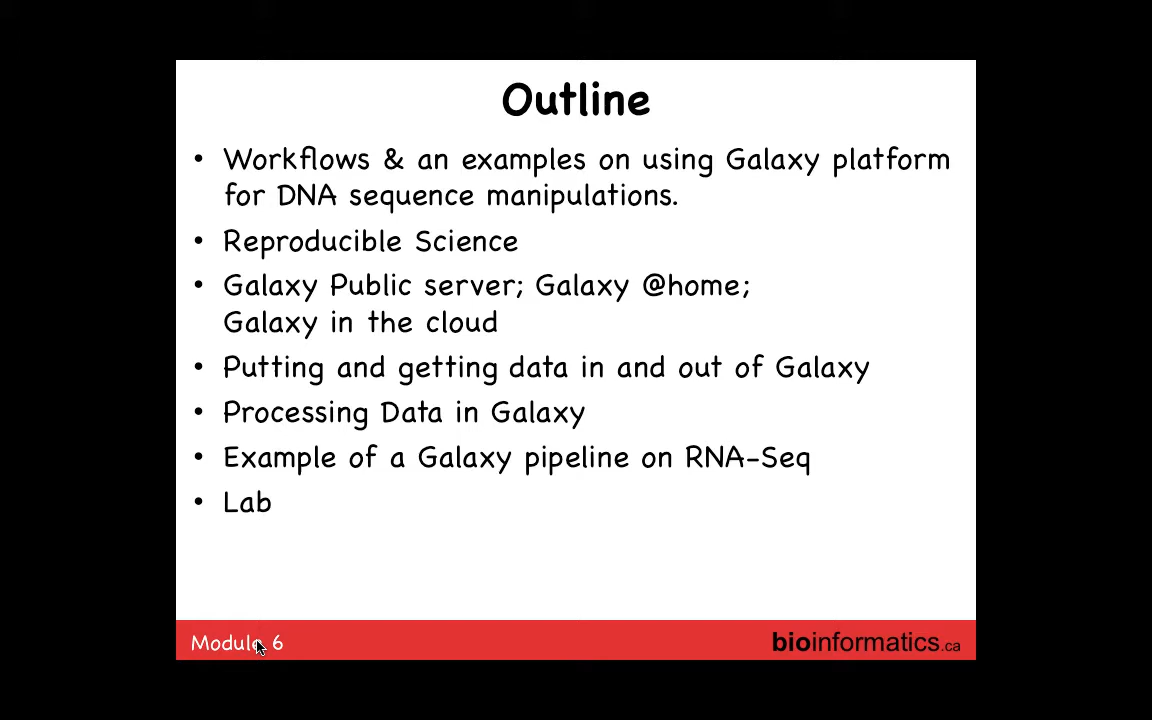 Outline
• Workflows & an examples on using Galaxy platform
for DNA sequence manipulations.
• Reproducible Science
• Galaxy Public server; Galaxy @home;
Galaxy in the cloud
• Putting and getting data in and out of Galaxy
• Processing Data in Galaxy
• Example of a Galaxy pipeline on RNA-Seq
• Lab
Module 6
bioinformatics.ca